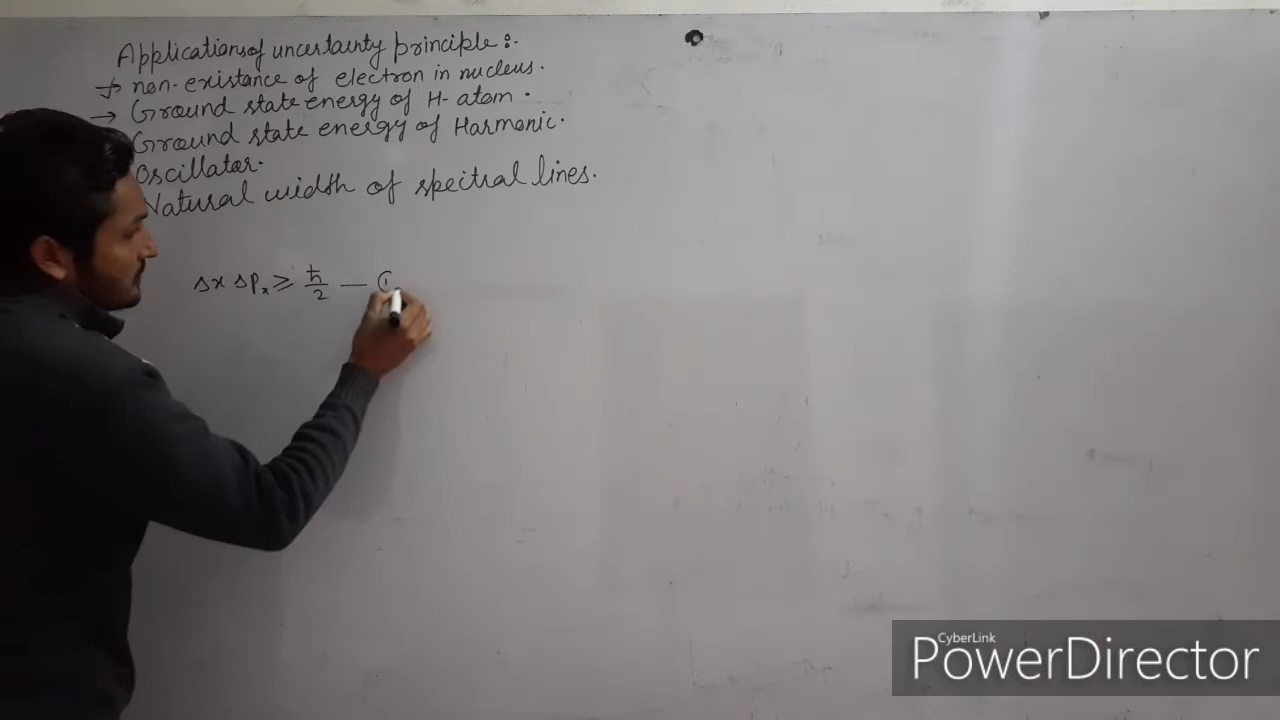 Applications of uncertainty principle :-
→ non-existance of electron in nucleus.
→ Ground state energy of H-atom.
Ground state energy of Harmonic.
Oscillator.
Natural width of spectral lines.
Δx ΔPx ≥ ħ/2 — ①
CyberLink
PowerDirector